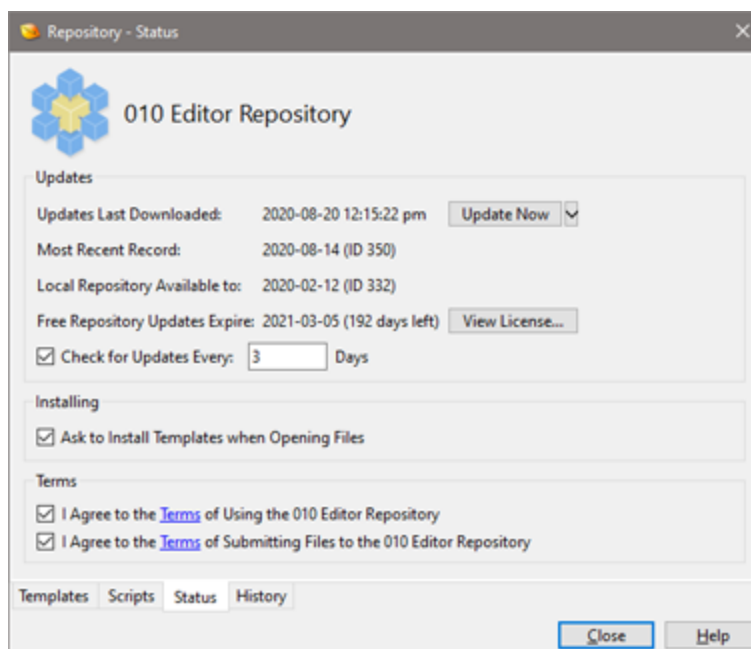 Repository - Status
010 Editor Repository
Updates
Updates Last Downloaded: 2020-08-20 12:15:22 pm Update Now
Most Recent Record: 2020-08-14 (ID 350)
Local Repository Available to: 2020-02-12 (ID 332)
Free Repository Updates Expire: 2021-03-05 (192 days left) View License...
Check for Updates Every: 3 Days
Installing
Ask to Install Templates when Opening Files
Terms
I Agree to the Terms of Using the 010 Editor Repository
I Agree to the Terms of Submitting Files to the 010 Editor Repository
Templates Scripts Status History
Close Help